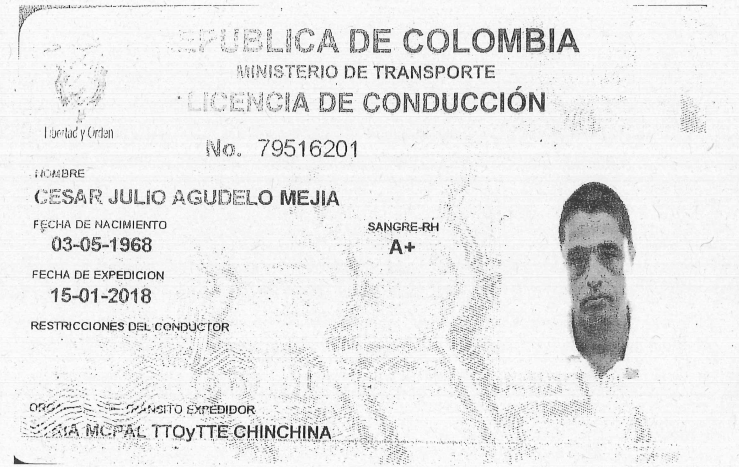 REPUBLICA DE COLOMBIA
MINISTERIO DE TRANSPORTE
LICENCIA DE CONDUCCIÓN
Libertad y Orden
No. 79516201
NOMBRE
CESAR JULIO AGUDELO MEJIA
FECHA DE NACIMIENTO
03-05-1968
SANGRE-RH
A+
FECHA DE EXPEDICION
15-01-2018
RESTRICCIONES DEL CONDUCTOR
TRÁNSITO EXPEDIDOR
MCPAL TTOyTTE CHINCHINA